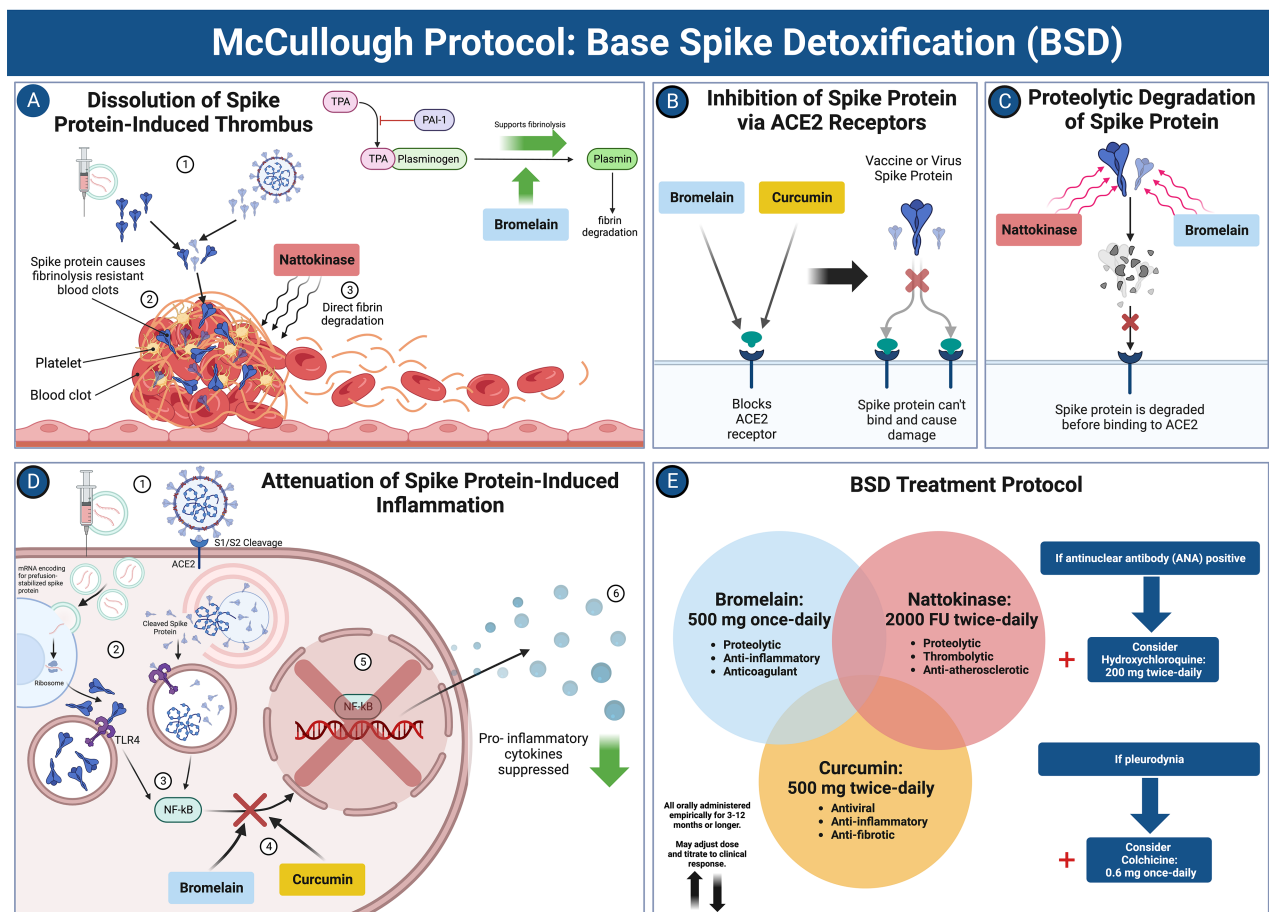 McCullough Protocol: Base Spike Detoxification (BSD)
A
Dissolution of Spike
Protein-Induced Thrombus
TPA
PAI-1
TPA
Plasminogen
Supports fibrinolysis
Plasmin
Bromelain
fibrin
degradation
1
Spike protein causes
fibrinolysis resistant
blood clots
2
Nattokinase
3
Direct fibrin
degradation
Platelet
Blood clot
B
Inhibition of Spike Protein
via ACE2 Receptors
Vaccine or Virus
Spike Protein
Bromelain
Curcumin
Blocks
ACE2
receptor
Spike protein can't
bind and cause
damage
C
Proteolytic Degradation
of Spike Protein
Nattokinase
Bromelain
Spike protein is degraded
before binding to ACE2
D
1
Attenuation of Spike Protein-Induced
Inflammation
S1/S2 Cleavage
ACE2
mRNA encoding
for prefusion-
stabilized spike
protein
Cleaved Spike
Protein
2
Ribosome
TLR4
3
NF-kB
4
Bromelain
Curcumin
5
NF-kB
6
Pro- inflammatory
cytokines
suppressed
E
BSD Treatment Protocol
Bromelain:
500 mg once-daily
• Proteolytic
• Anti-inflammatory
• Anticoagulant
Nattokinase:
2000 FU twice-daily
• Proteolytic
• Thrombolytic
• Anti-atherosclerotic
Curcumin:
500 mg twice-daily
• Antiviral
• Anti-inflammatory
• Anti-fibrotic
All orally administered
empirically for 3-12
months or longer.
May adjust dose
and titrate to clinical
response.
If antinuclear antibody (ANA) positive
+
Consider
Hydroxychloroquine:
200 mg twice-daily
If pleurodynia
+
Consider
Colchicine:
0.6 mg once-daily